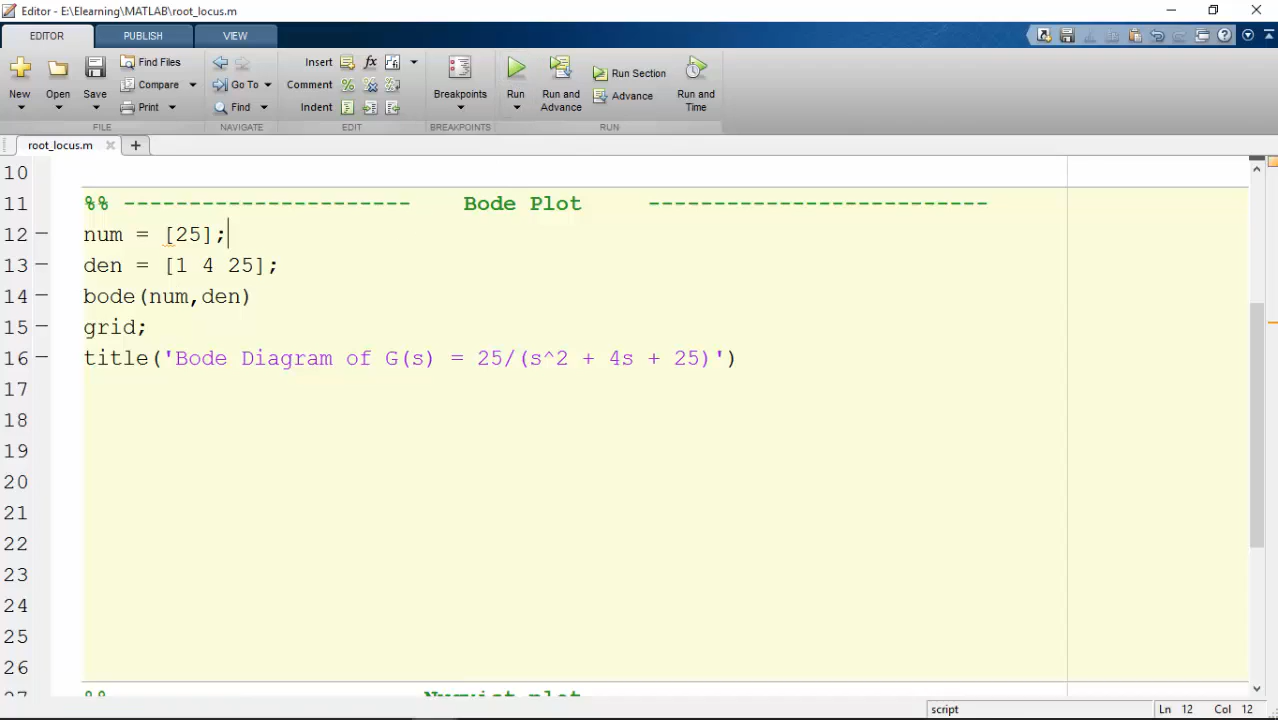 Editor - E:\Elearning\MATLAB\root_locus.m
EDITOR PUBLISH VIEW
New Open Save Find Files Compare Print Go To Find Insert fx Comment Indent Breakpoints Run Run and Advance Run Section Advance Run and Time
FILE NAVIGATE EDIT BREAKPOINTS RUN
root_locus.m
10
11 %% ---------------------- Bode Plot --------------------------
12 num = [25];
13 den = [1 4 25];
14 bode(num,den)
15 grid;
16 title('Bode Diagram of G(s) = 25/(s^2 + 4s + 25)')
17
18
19
20
21
22
23
24
25
26
27 %% Nyquist plot
script Ln 12 Col 12